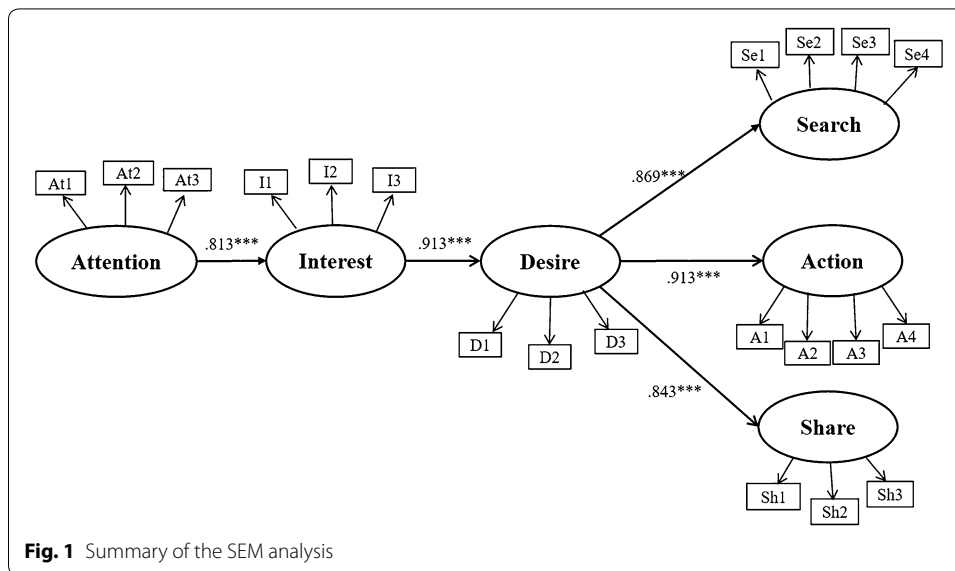 Se1
Se2
Se3
Se4
Search
.869***
At1
At2
At3
I1
I2
I3
Attention
.813***
Interest
.913***
Desire
.913***
Action
D1
D2
D3
A1
A2
A3
A4
.843***
Share
Sh1
Sh2
Sh3
Fig. 1 Summary of the SEM analysis